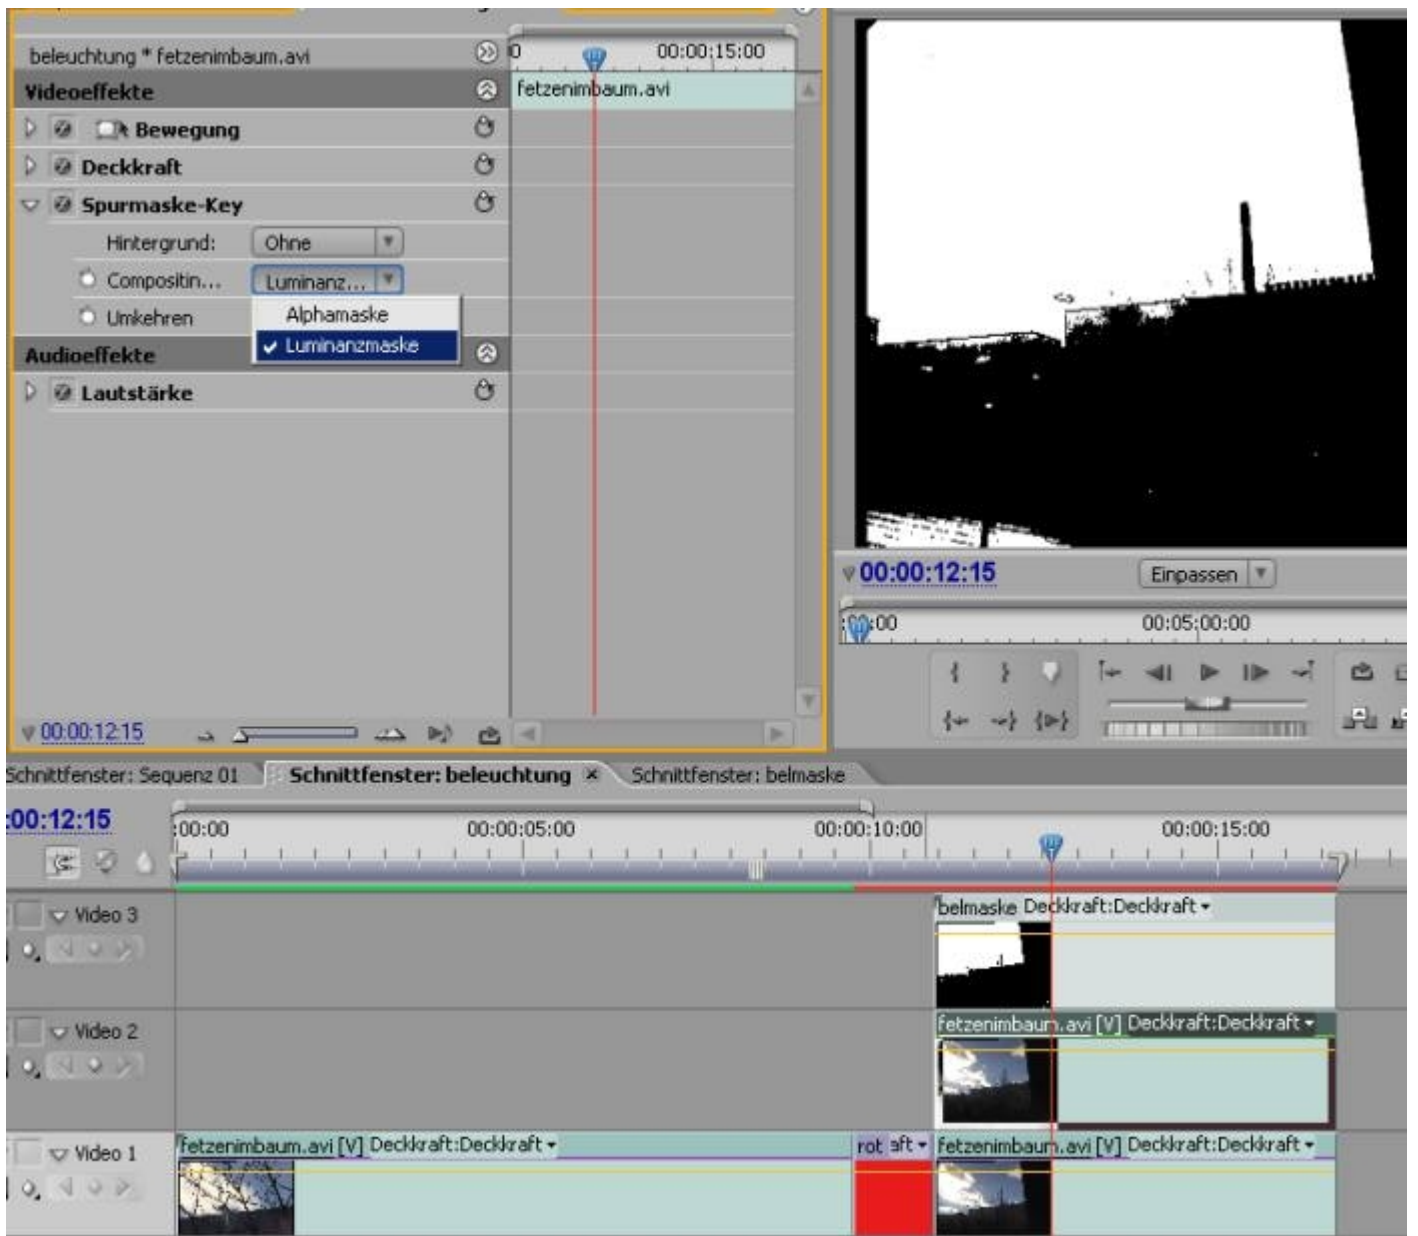 beleuchtung * fetzenimbaum.avi
0 00:00:15:00
Videoeffekte
fetzenimbaum.avi
Bewegung
Deckkraft
Spurmaske-Key
Hintergrund: Ohne
Compositin... Luminanz...
Umkehren
Alphamaske
Luminanzmaske
Audioeffekte
Lautstärke
00:00:12:15
00:00:12:15 Einpassen
:00:00 00:05:00:00
Schnittfenster: Sequenz 01 Schnittfenster: beleuchtung × Schnittfenster: belmaske
:00:12:15
:00:00 00:00:05:00 00:00:10:00 00:00:15:00
Video 3
belmaske Deckkraft:Deckkraft
Video 2
fetzenimbaum.avi [V] Deckkraft:Deckkraft
Video 1
fetzenimbaum.avi [V] Deckkraft:Deckkraft rot aft fetzenimbaum.avi [V] Deckkraft:Deckkraft